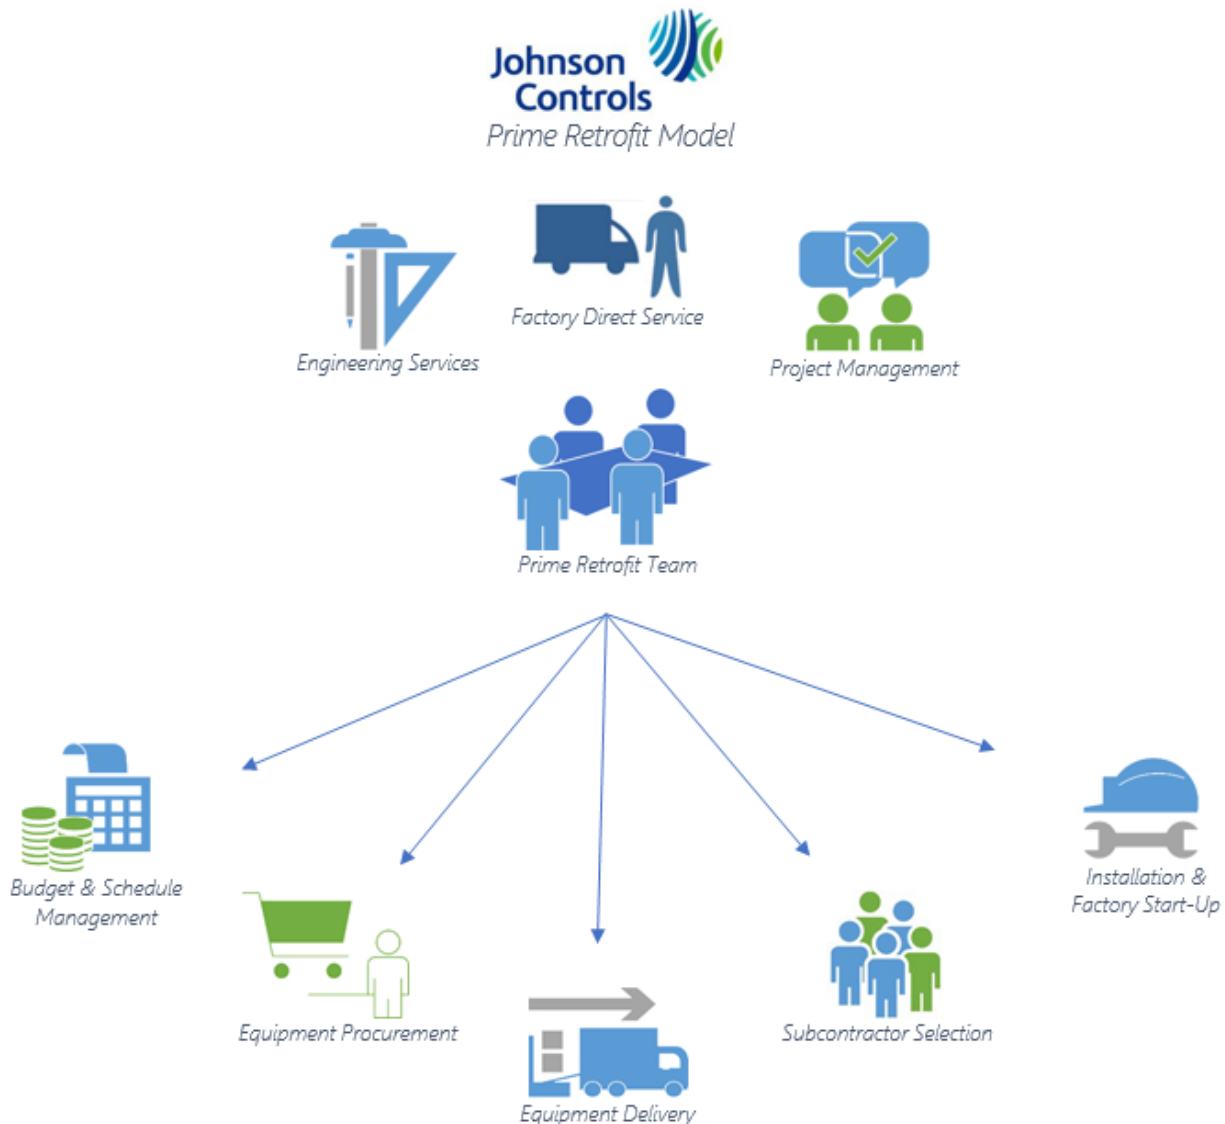 Johnson
Controls
Prime Retrofit Model
Factory Direct Service
Engineering Services
Project Management
Prime Retrofit Team
Budget & Schedule
Management
Installation &
Factory Start-Up
Equipment Procurement
Subcontractor Selection
Equipment Delivery